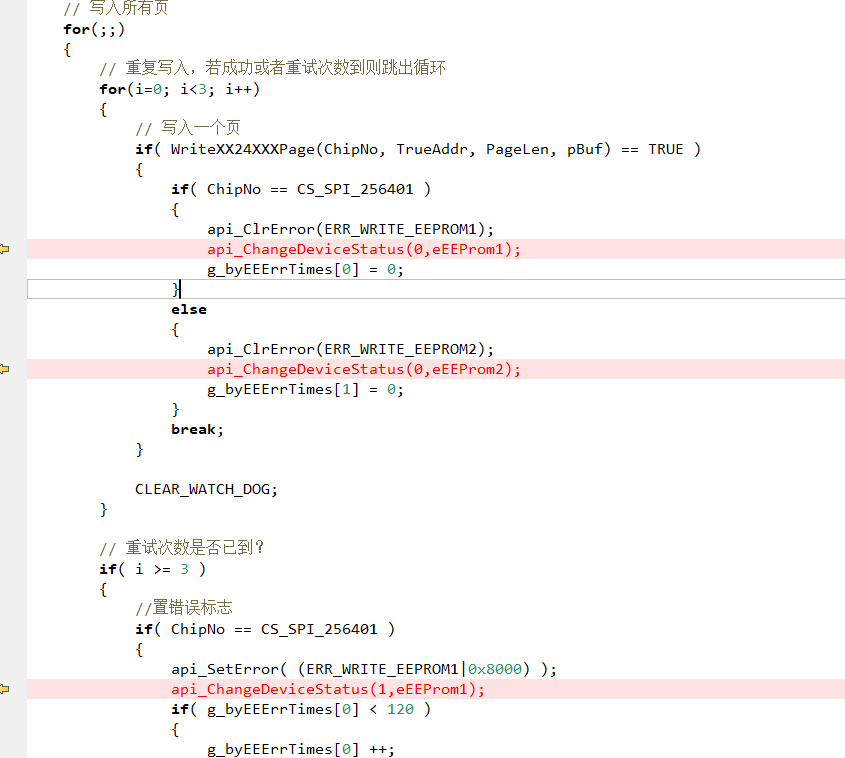 // 写入所有页
for(;;)
{
// 重复写入，若成功或者重试次数到则跳出循环
for(i=0; i<3; i++)
{
// 写入一个页
if( WriteXX24XXXPage(ChipNo, TrueAddr, PageLen, pBuf) == TRUE )
{
if( ChipNo == CS_SPI_256401 )
{
api_ClrError(ERR_WRITE_EEPROM1);
api_ChangeDeviceStatus(0,eEEProm1);
g_byEEErrTimes[0] = 0;
}
else
{
api_ClrError(ERR_WRITE_EEPROM2);
api_ChangeDeviceStatus(0,eEEProm2);
g_byEEErrTimes[1] = 0;
}
break;
}
CLEAR_WATCH_DOG;
}
// 重试次数是否已到？
if( i >= 3 )
{
//置错误标志
if( ChipNo == CS_SPI_256401 )
{
api_SetError( (ERR_WRITE_EEPROM1|0x8000) );
api_ChangeDeviceStatus(1,eEEProm1);
if( g_byEEErrTimes[0] < 120 )
{
g_byEEErrTimes[0] ++;